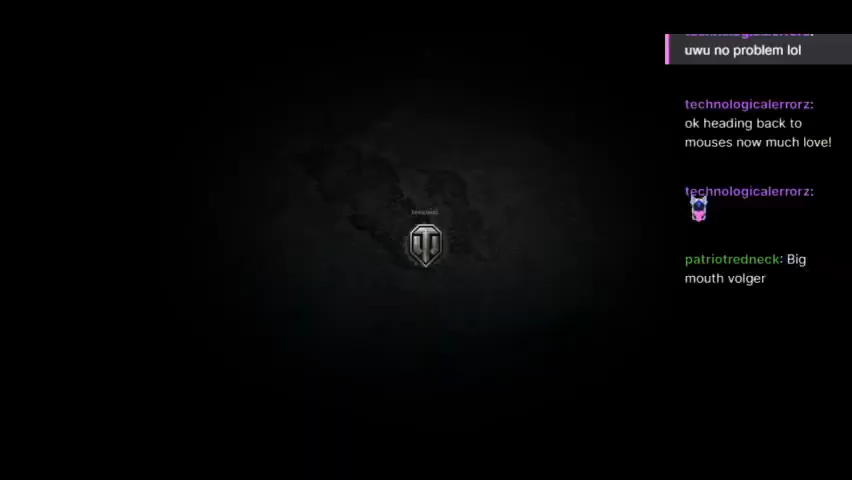 uwu no problem lol
technologicalerrorz:
ok heading back to
mouses now much love!
technologicalerrorz:
patriotredneck: Big
mouth volger